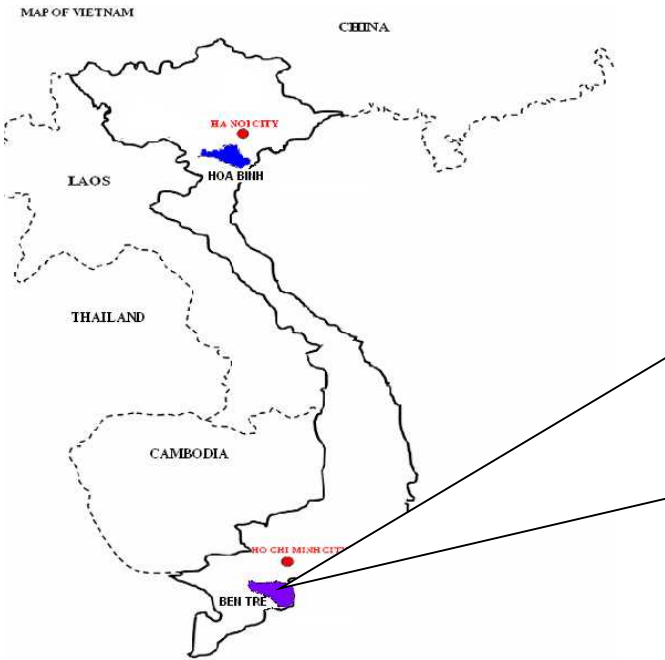 MAP OF VIETNAM
CHINA
HA NOI CITY
HOA BINH
LAOS
THAILAND
CAMBODIA
HO CHI MINH CITY
BEN TRE